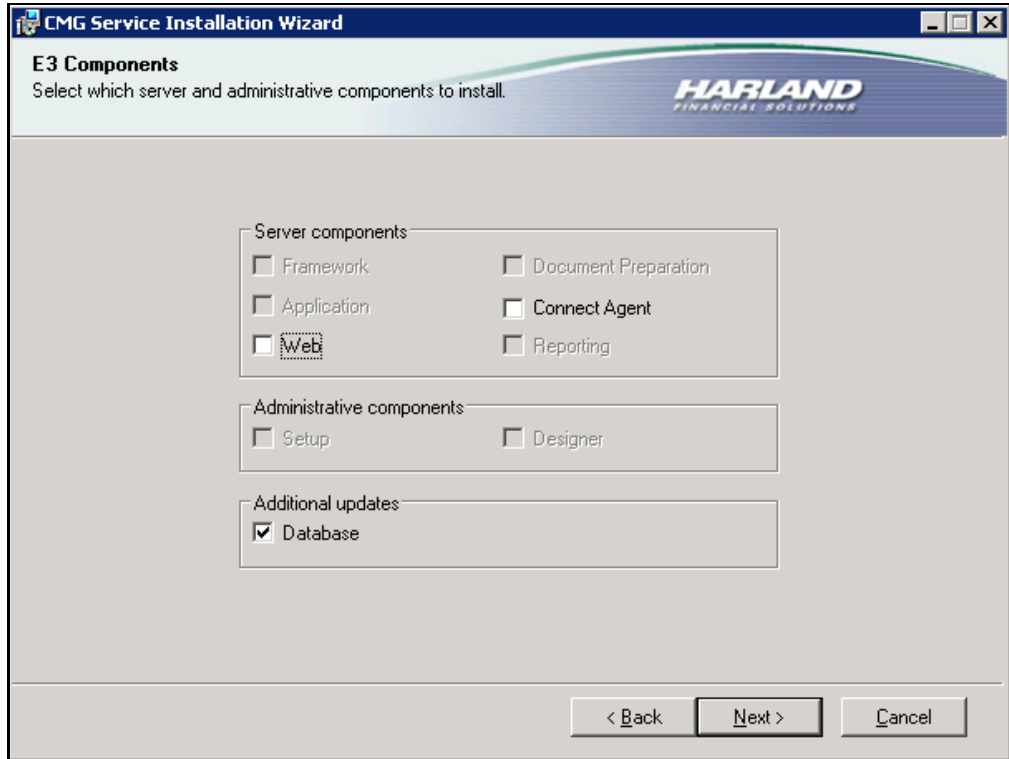 CMG Service Installation Wizard
E3 Components
Select which server and administrative components to install.
HARLAND
FINANCIAL SOLUTIONS
Server components
Framework
Document Preparation
Application
Connect Agent
Web
Reporting
Administrative components
Setup
Designer
Additional updates
Database
< Back
Next >
Cancel